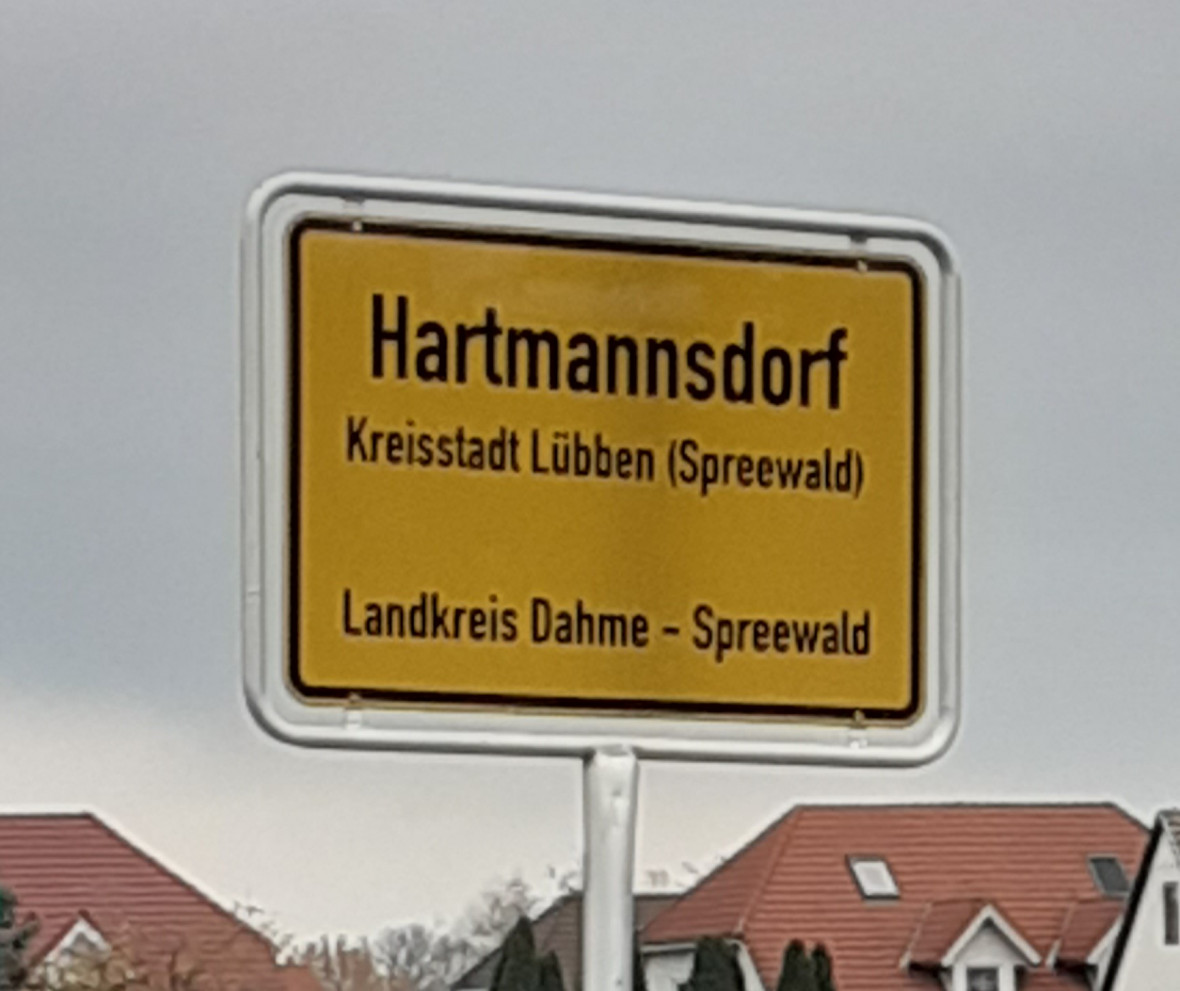 Hartmannsdorf
Kreisstadt Lübben (Spreewald)
Landkreis Dahme - Spreewald